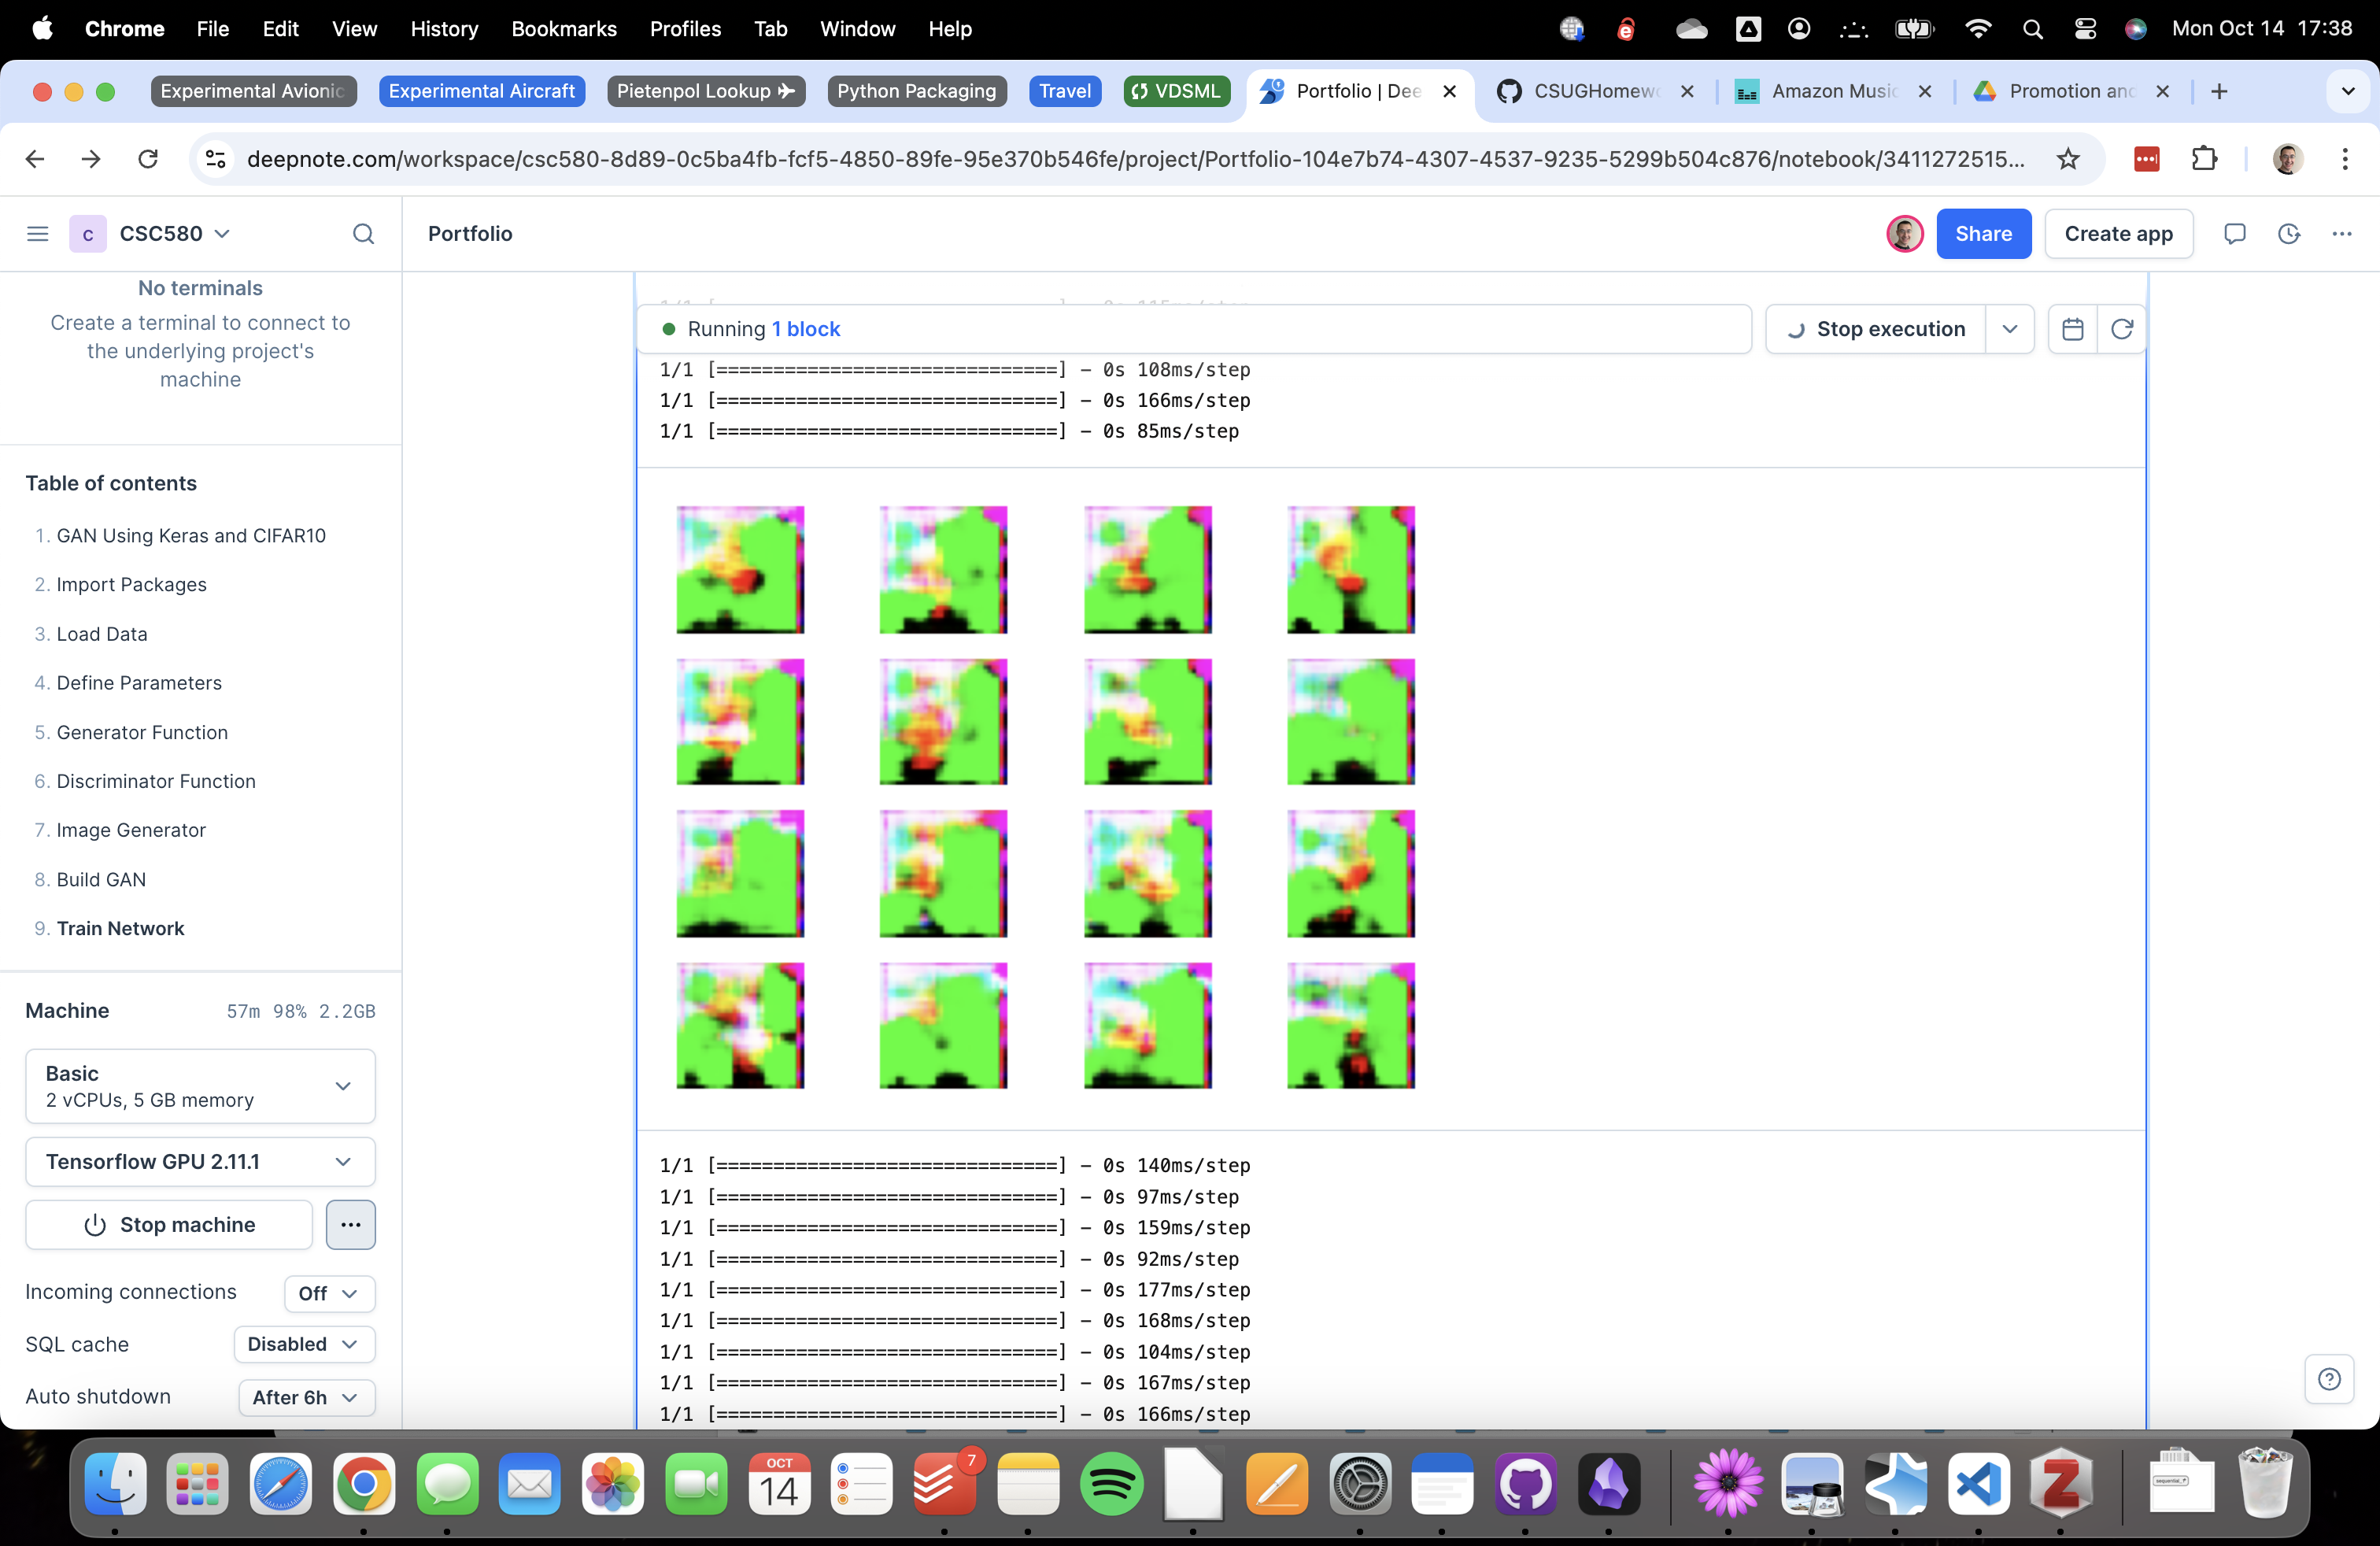 Chrome File Edit View History Bookmarks Profiles Tab Window Help Mon Oct 14 17:38
Experimental Avionic Experimental Aircraft Pietenpol Lookup Python Packaging Travel VDSML Portfolio | Dee CSUGHomew Amazon Music Promotion and
deepnote.com/workspace/csc580-8d89-0c5ba4fb-fcf5-4850-89fe-95e370b546fe/project/Portfolio-104e7b74-4307-4537-9235-5299b504c876/notebook/3411272515...
C CSC580 Portfolio Share Create app
No terminals
Create a terminal to connect to
the underlying project's
machine
Table of contents
1. GAN Using Keras and CIFAR10
2. Import Packages
3. Load Data
4. Define Parameters
5. Generator Function
6. Discriminator Function
7. Image Generator
8. Build GAN
9. Train Network
Machine 57m 98% 2.2GB
Basic
2 vCPUs, 5 GB memory
Tensorflow GPU 2.11.1
Stop machine
Incoming connections Off
SQL cache Disabled
Auto shutdown After 6h
Running 1 block Stop execution
1/1 [==============================] - 0s 108ms/step
1/1 [==============================] - 0s 166ms/step
1/1 [==============================] - 0s 85ms/step
1/1 [==============================] - 0s 140ms/step
1/1 [==============================] - 0s 97ms/step
1/1 [==============================] - 0s 159ms/step
1/1 [==============================] - 0s 92ms/step
1/1 [==============================] - 0s 177ms/step
1/1 [==============================] - 0s 168ms/step
1/1 [==============================] - 0s 104ms/step
1/1 [==============================] - 0s 167ms/step
1/1 [==============================] - 0s 166ms/step
OCT
14
7